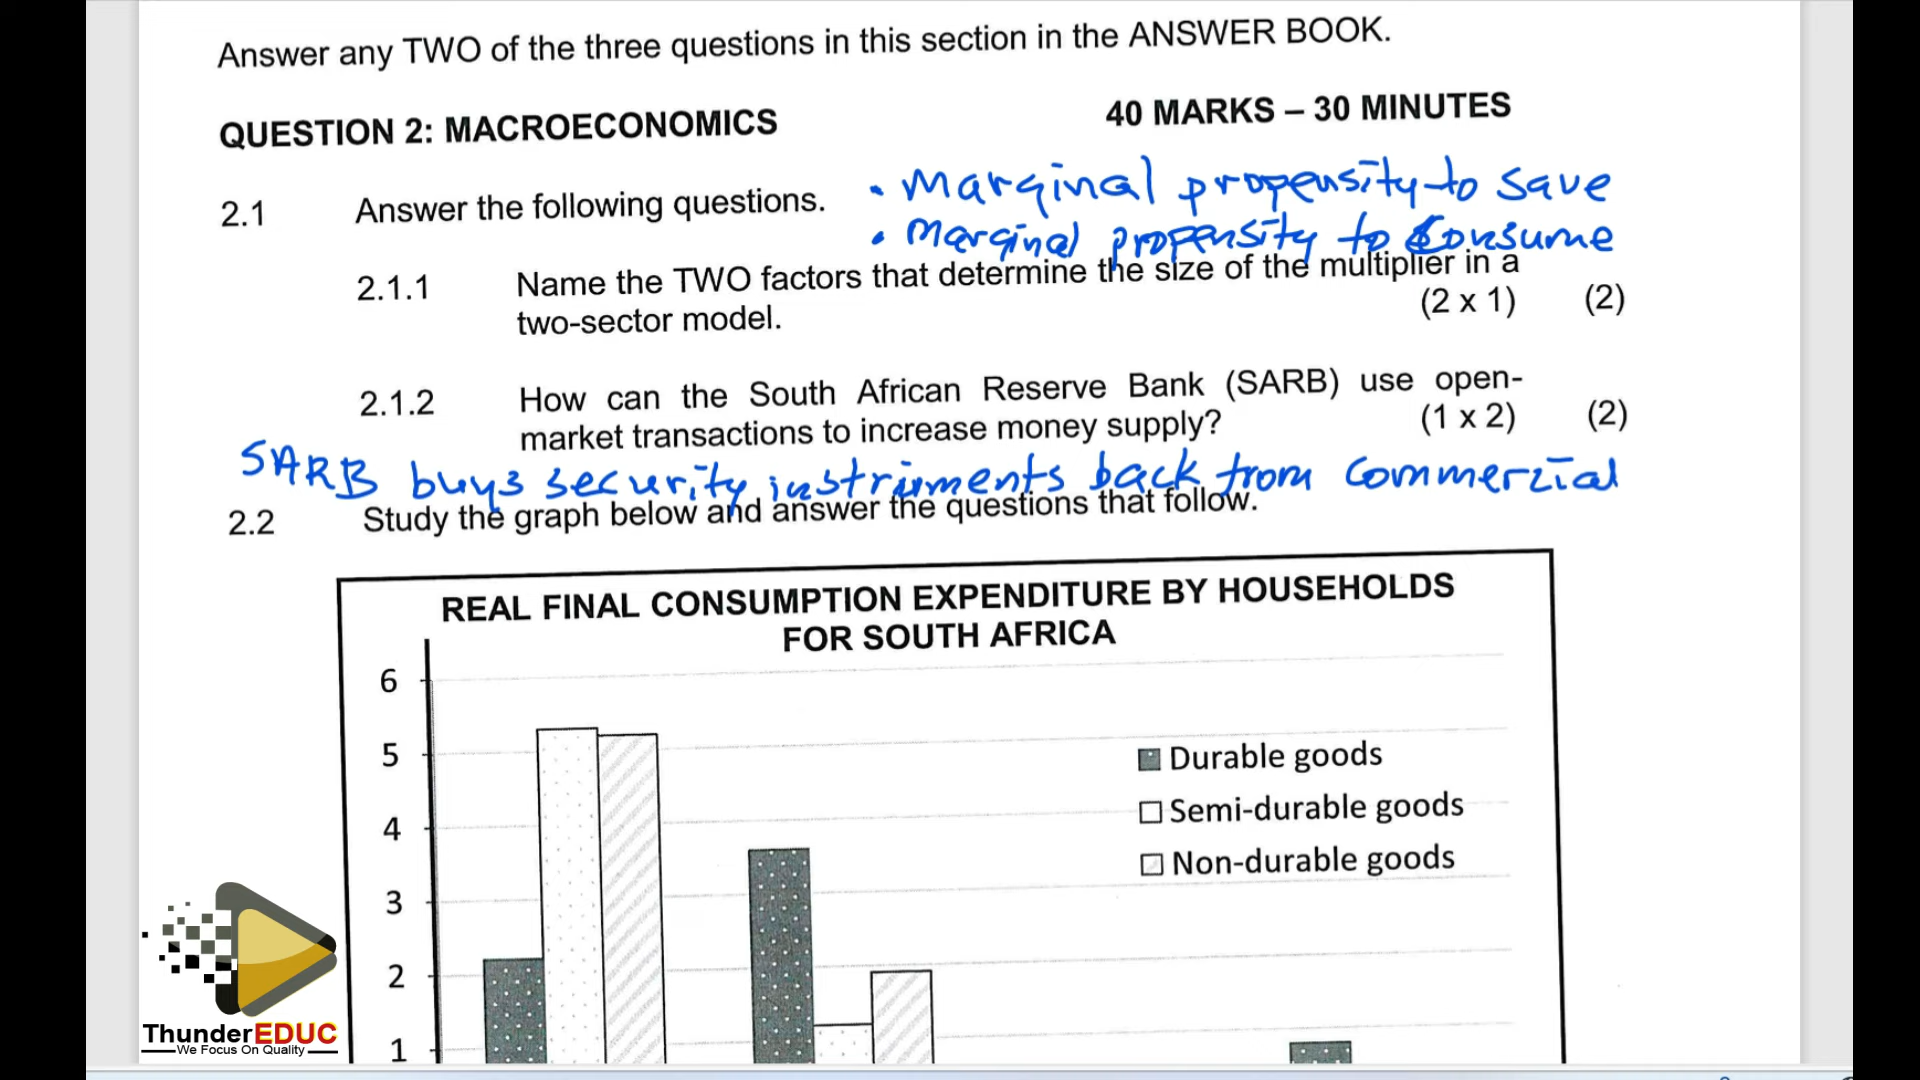 Answer any TWO of the three questions in this section in the ANSWER BOOK.
QUESTION 2: MACROECONOMICS 40 MARKS – 30 MINUTES
• Marginal propensity to save
2.1 Answer the following questions.
• Marginal propensity to Consume
2.1.1 Name the TWO factors that determine the size of the multiplier in a
two-sector model. (2 x 1) (2)
2.1.2 How can the South African Reserve Bank (SARB) use open-
market transactions to increase money supply? (1 x 2) (2)
SARB buys security instruments back from Commercial
2.2 Study the graph below and answer the questions that follow.
REAL FINAL CONSUMPTION EXPENDITURE BY HOUSEHOLDS
FOR SOUTH AFRICA
6
5
Durable goods
Semi-durable goods
4
Non-durable goods
3
2
1
ThunderEDUC
We Focus On Quality